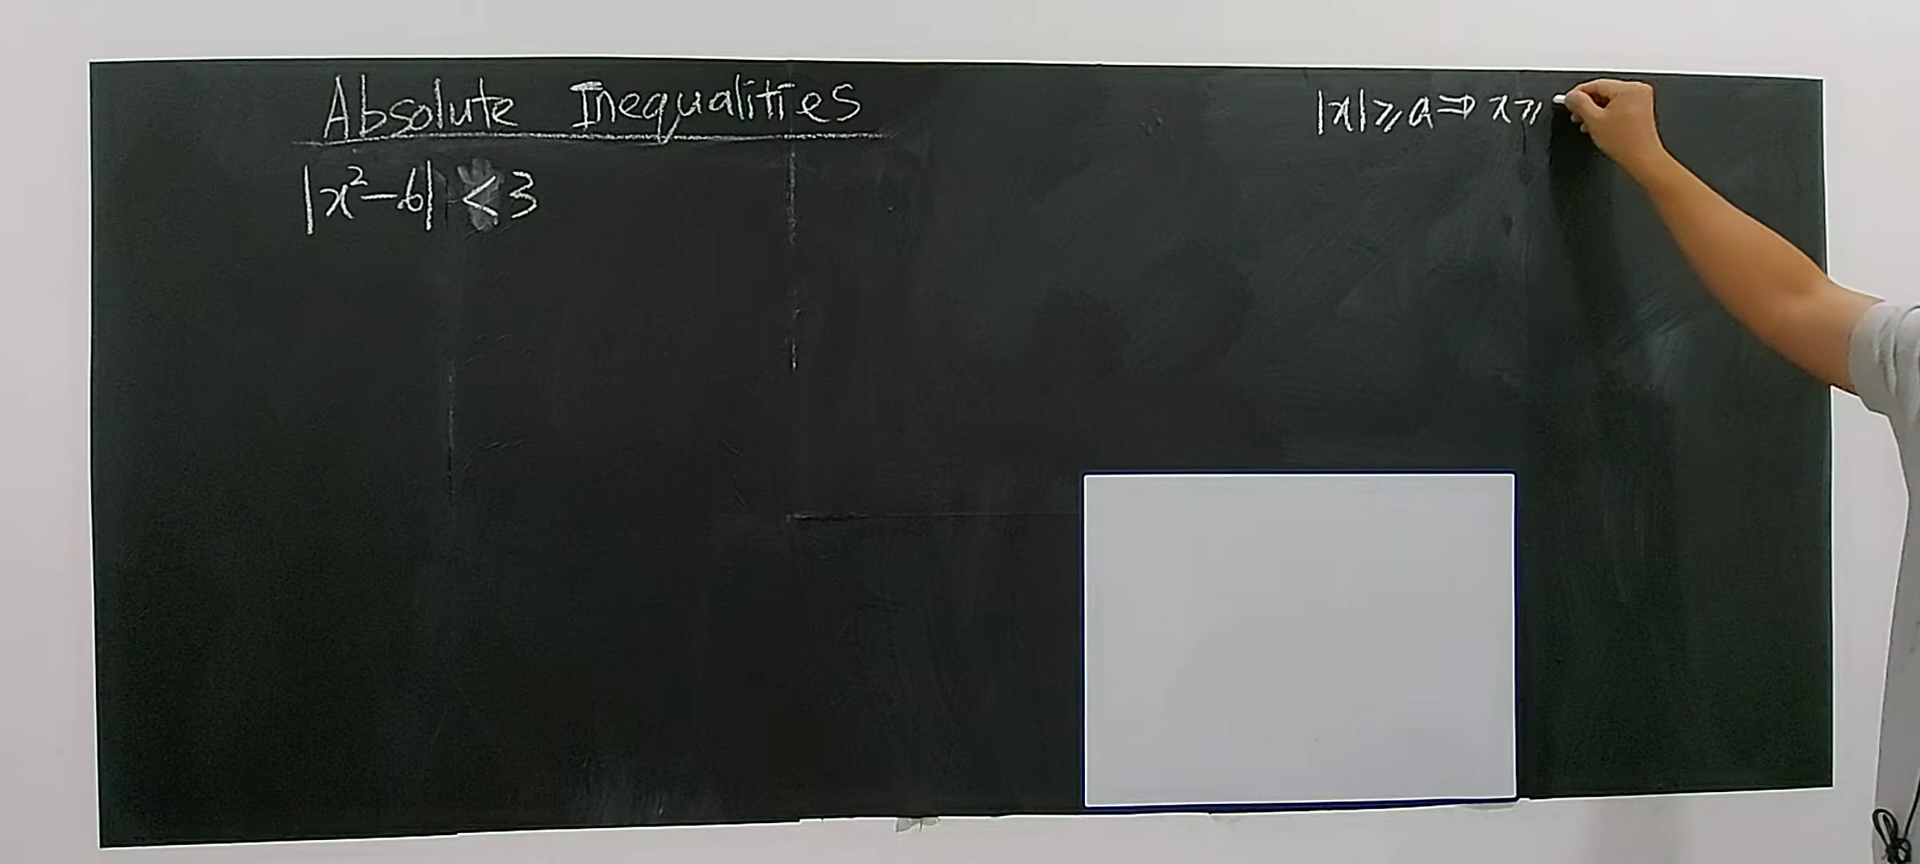 Absolute Inequalities
|x|⩾a⇒x⩾
|x²-6| <3